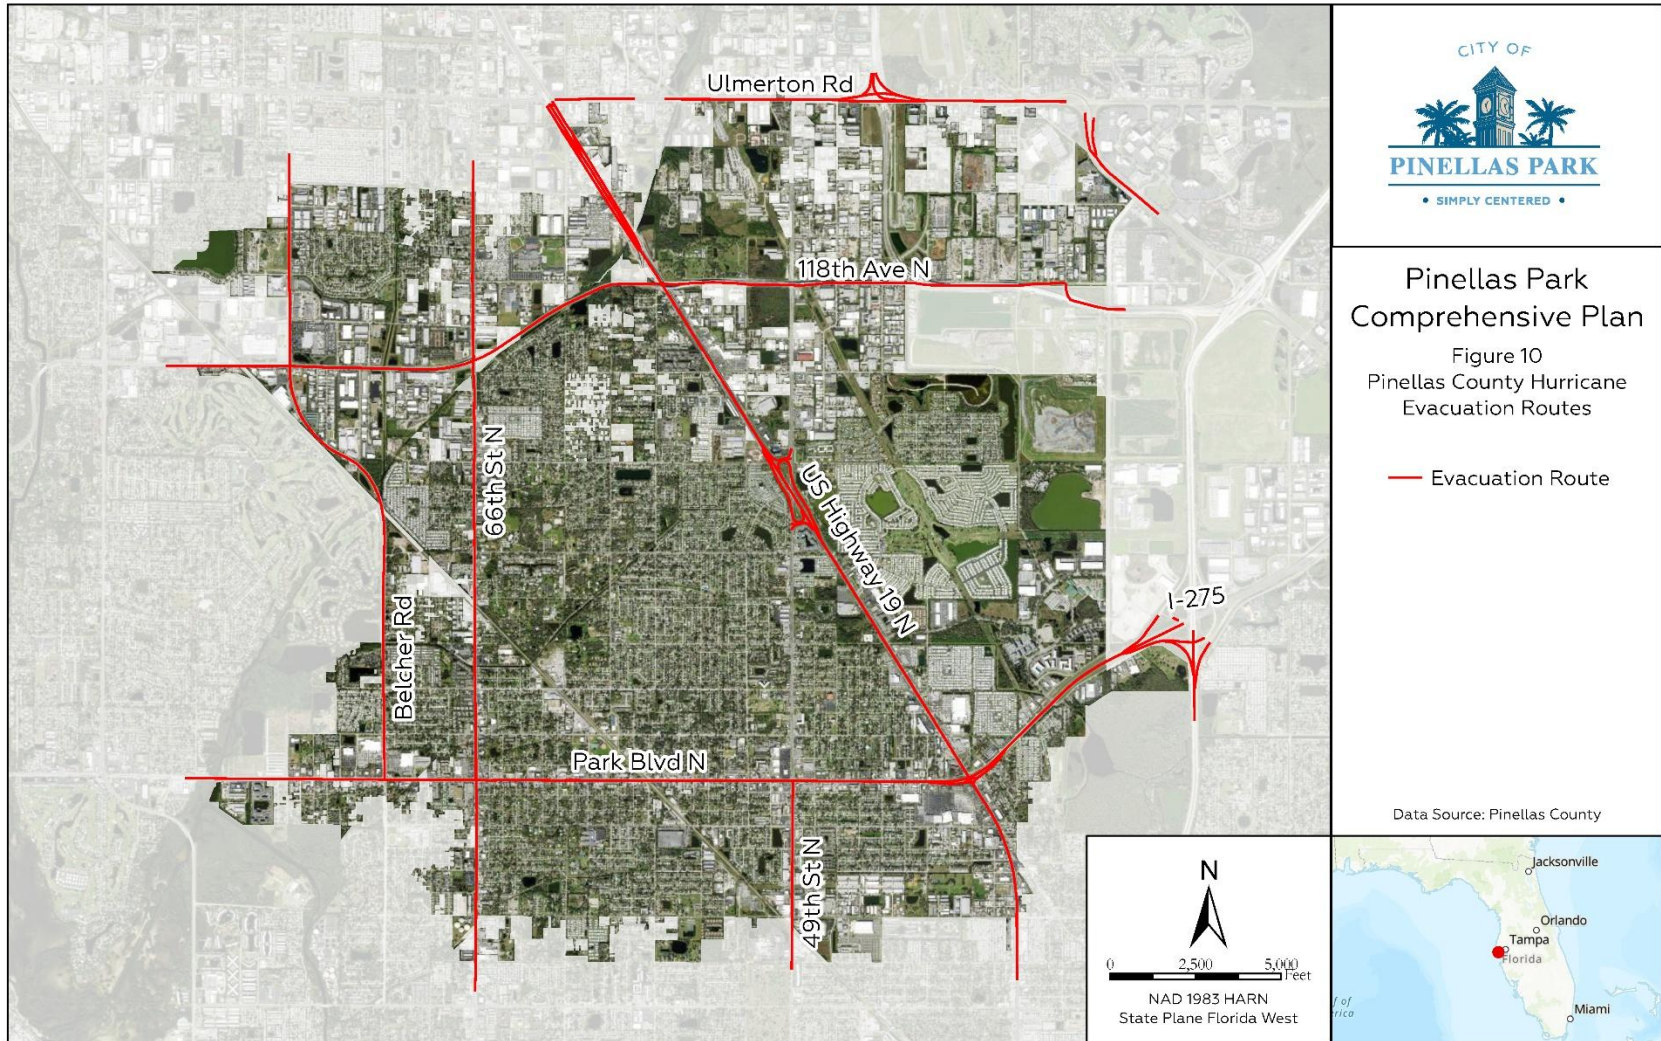 Ulmerton Rd
118th Ave N
66th St N
US Highway 19 N
I-275
Belcher Rd
Park Blvd N
49th St N
CITY OF
PINELLAS PARK
• SIMPLY CENTERED •
Pinellas Park
Comprehensive Plan
Figure 10
Pinellas County Hurricane
Evacuation Routes
Evacuation Route
Data Source: Pinellas County
N
0 2,500 5,000
Feet
NAD 1983 HARN
State Plane Florida West
Jacksonville
Orlando
Tampa
Florida
Miami